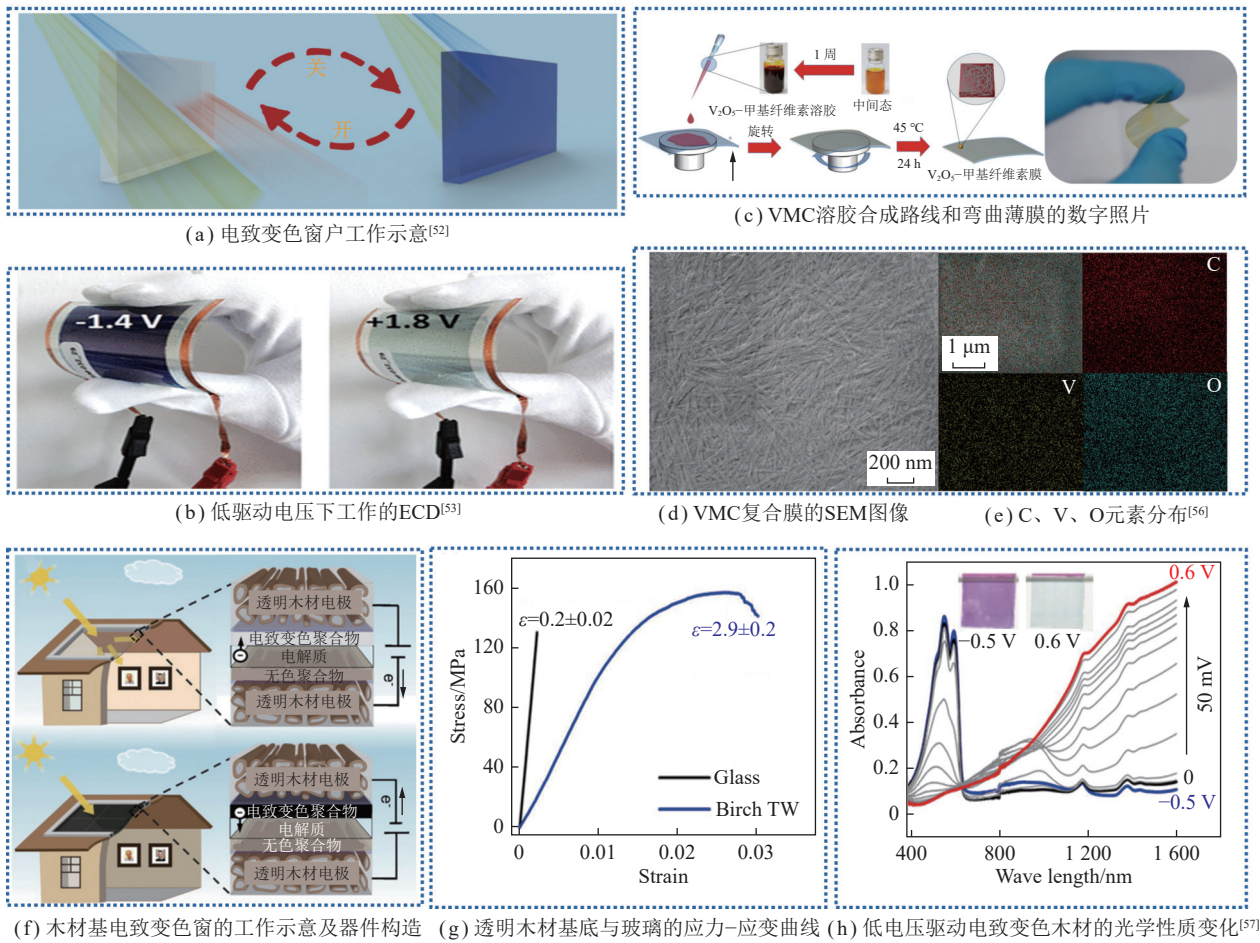 关
开
(a) 电致变色窗户工作示意[52]
-1.4 V
+1.8 V
(b) 低驱动电压下工作的ECD[53]
1 周
V₂O₅-甲基纤维素溶胶
中间态
旋转
45 ℃
24 h
V₂O₅-甲基纤维素膜
(c) VMC溶胶合成路线和弯曲薄膜的数字照片
200 nm
1 μm
C
V
O
(d) VMC复合膜的SEM图像
(e) C、V、O元素分布[56]
透明木材电极
电致变色聚合物
电解质
无色聚合物
透明木材电极
e⁻
透明木材电极
电致变色聚合物
电解质
无色聚合物
透明木材电极
e⁻
(f) 木材基电致变色窗的工作示意及器件构造
Stress/MPa
160
120
80
40
0
ε=0.2±0.02
ε=2.9±0.2
Glass
Birch TW
0
0.01
0.02
0.03
Strain
(g) 透明木材基底与玻璃的应力-应变曲线
Absorbance
1.0
0.8
0.6
0.4
0.2
0
−0.5 V
0.6 V
0.6 V
50 mV
0
−0.5 V
400
800
1 200
1 600
Wave length/nm
(h) 低电压驱动电致变色木材的光学性质变化[57]